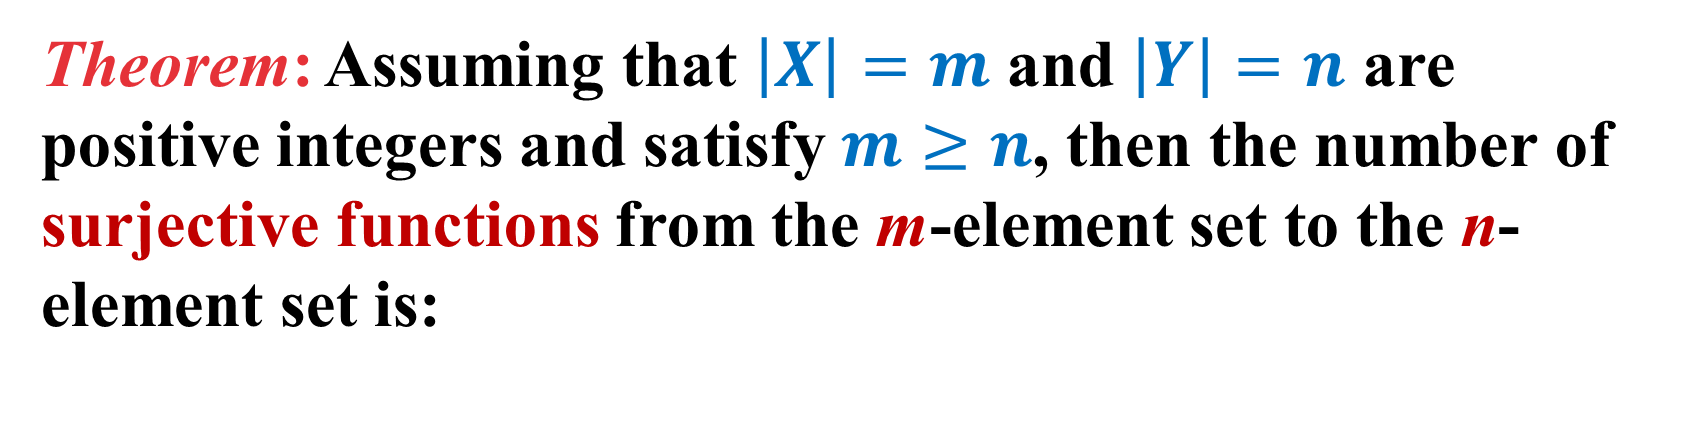 Theorem: Assuming that |X| = m and |Y| = n are
positive integers and satisfy m ≥ n, then the number of
surjective functions from the m-element set to the n-
element set is: